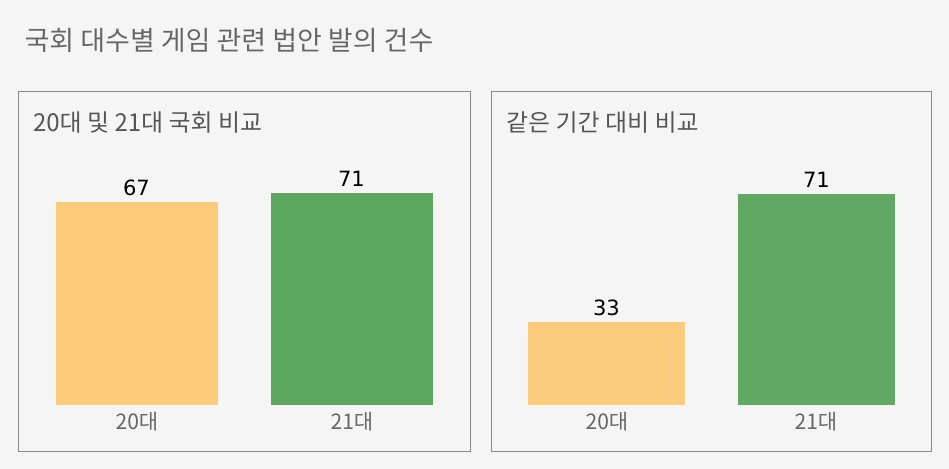 국회 대수별 게임 관련 법안 발의 건수
20대 및 21대 국회 비교
67
71
20대
21대
같은 기간 대비 비교
33
71
20대
21대